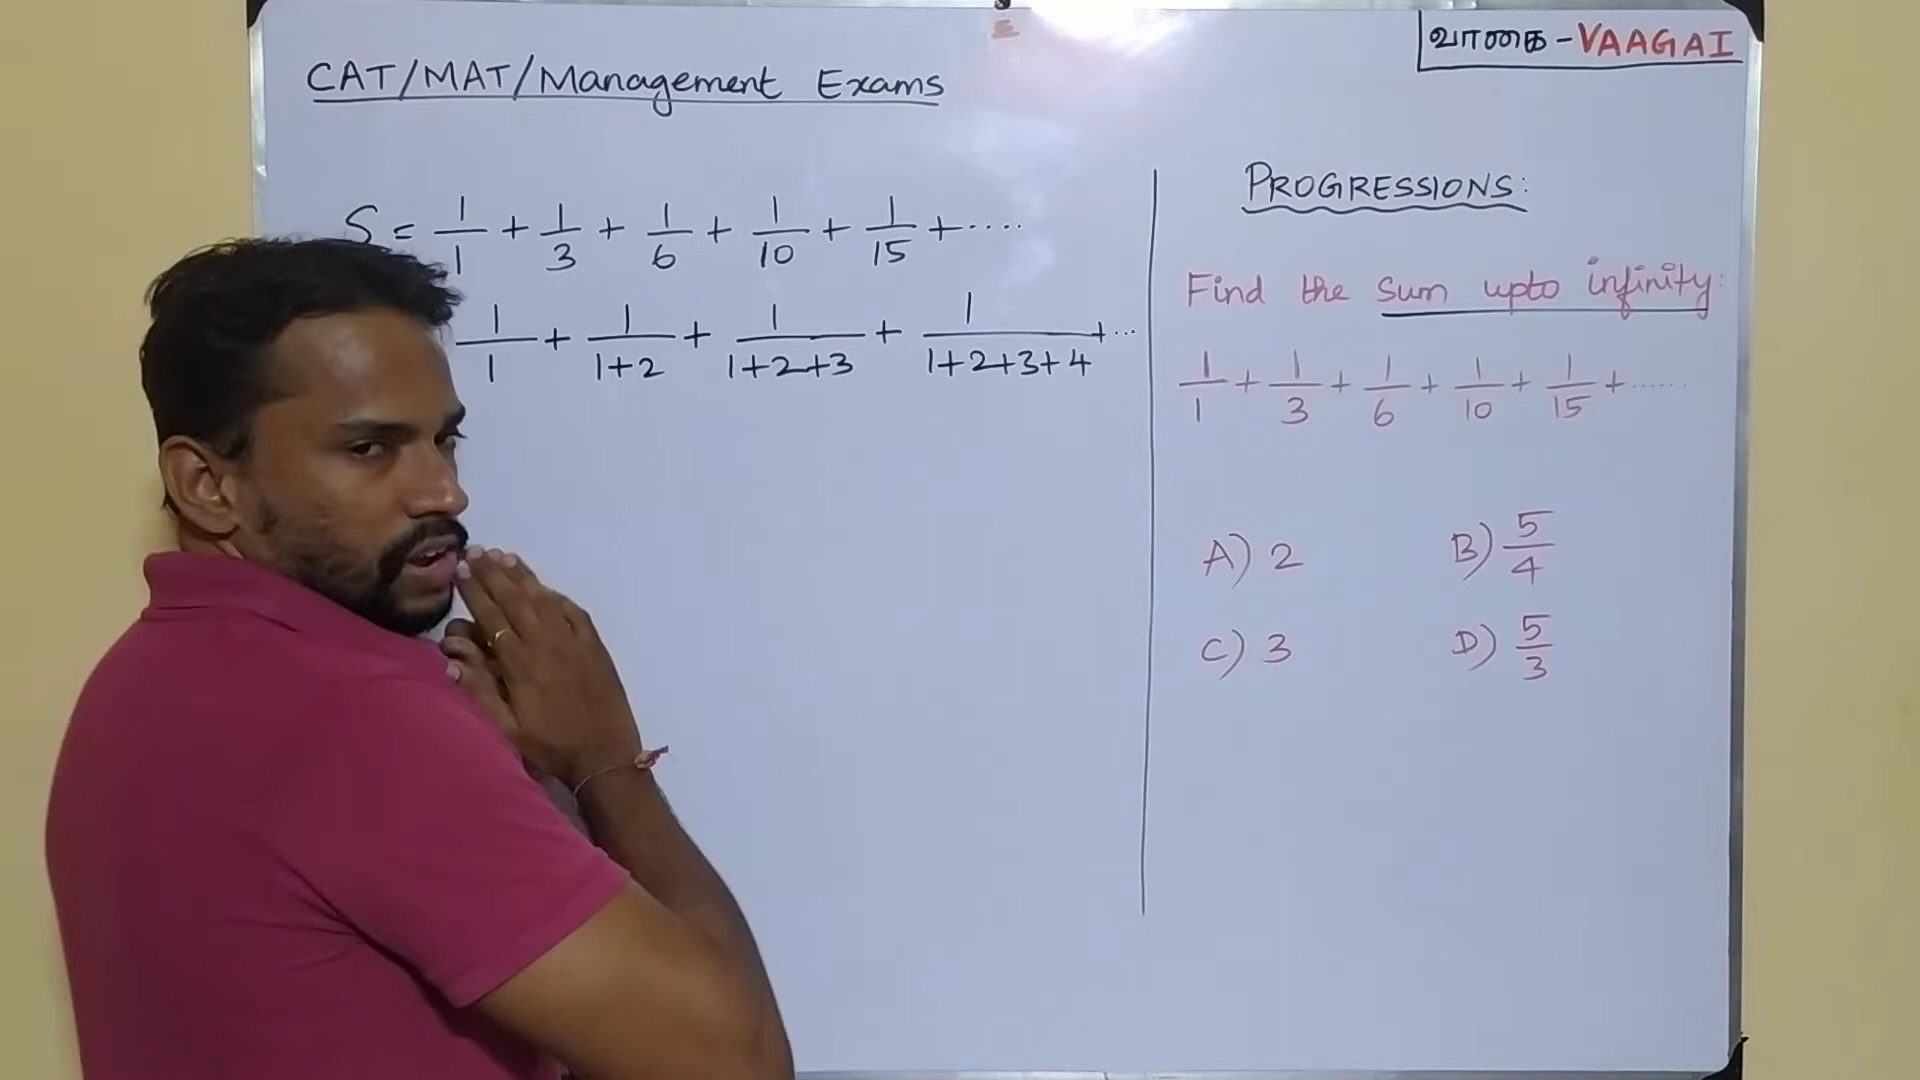 CAT/MAT/Management Exams
வாகை - VAAGAI
S = 1/1 + 1/3 + 1/6 + 1/10 + 1/15 + ....
1/1 + 1/1+2 + 1/1+2+3 + 1/1+2+3+4 + ...
PROGRESSIONS:
Find the sum upto infinity:
1/1 + 1/3 + 1/6 + 1/10 + 1/15 + ......
A) 2 B) 5/4
C) 3 D) 5/3